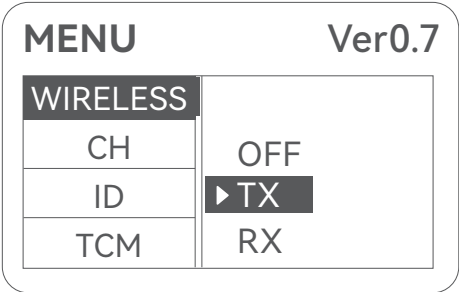 MENU Ver0.7
WIRELESS
CH
ID
TCM
OFF
TX
RX